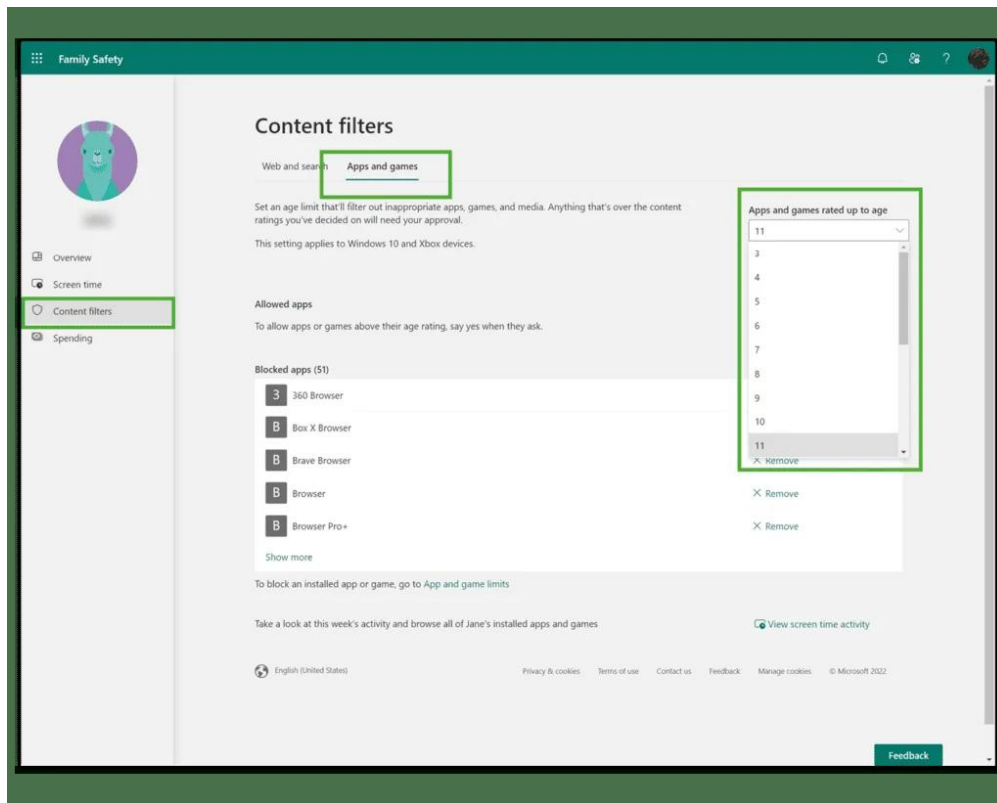 Family Safety
?
Content filters
Web and search
Apps and games
Set an age limit that'll filter out inappropriate apps, games, and media. Anything that's over the content
ratings you've decided on will need your approval.
This setting applies to Windows 10 and Xbox devices.
Apps and games rated up to age
11
3
4
5
6
7
8
9
10
11
Overview
Screen time
Content filters
Spending
Allowed apps
To allow apps or games above their age rating, say yes when they ask.
Blocked apps (51)
3 360 Browser
B Box X Browser
B Brave Browser
Remove
B Browser
Remove
B Browser Pro+
Remove
Show more
To block an installed app or game, go to App and game limits
Take a look at this week's activity and browse all of Jane's installed apps and games
View screen time activity
English (United States)
Privacy & cookies
Terms of use
Contact us
Feedback
Manage cookies
© Microsoft 2022
Feedback